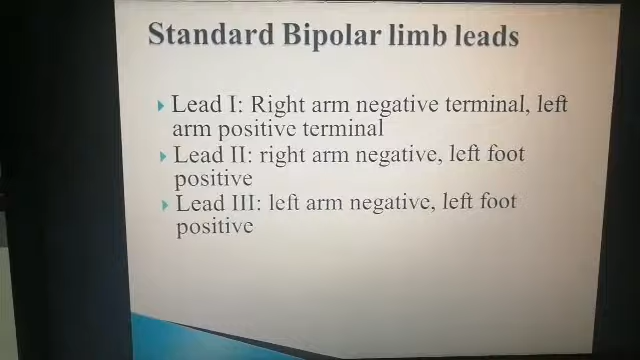 Standard Bipolar limb leads
Lead I: Right arm negative terminal, left
arm positive terminal
Lead II: right arm negative, left foot
positive
Lead III: left arm negative, left foot
positive